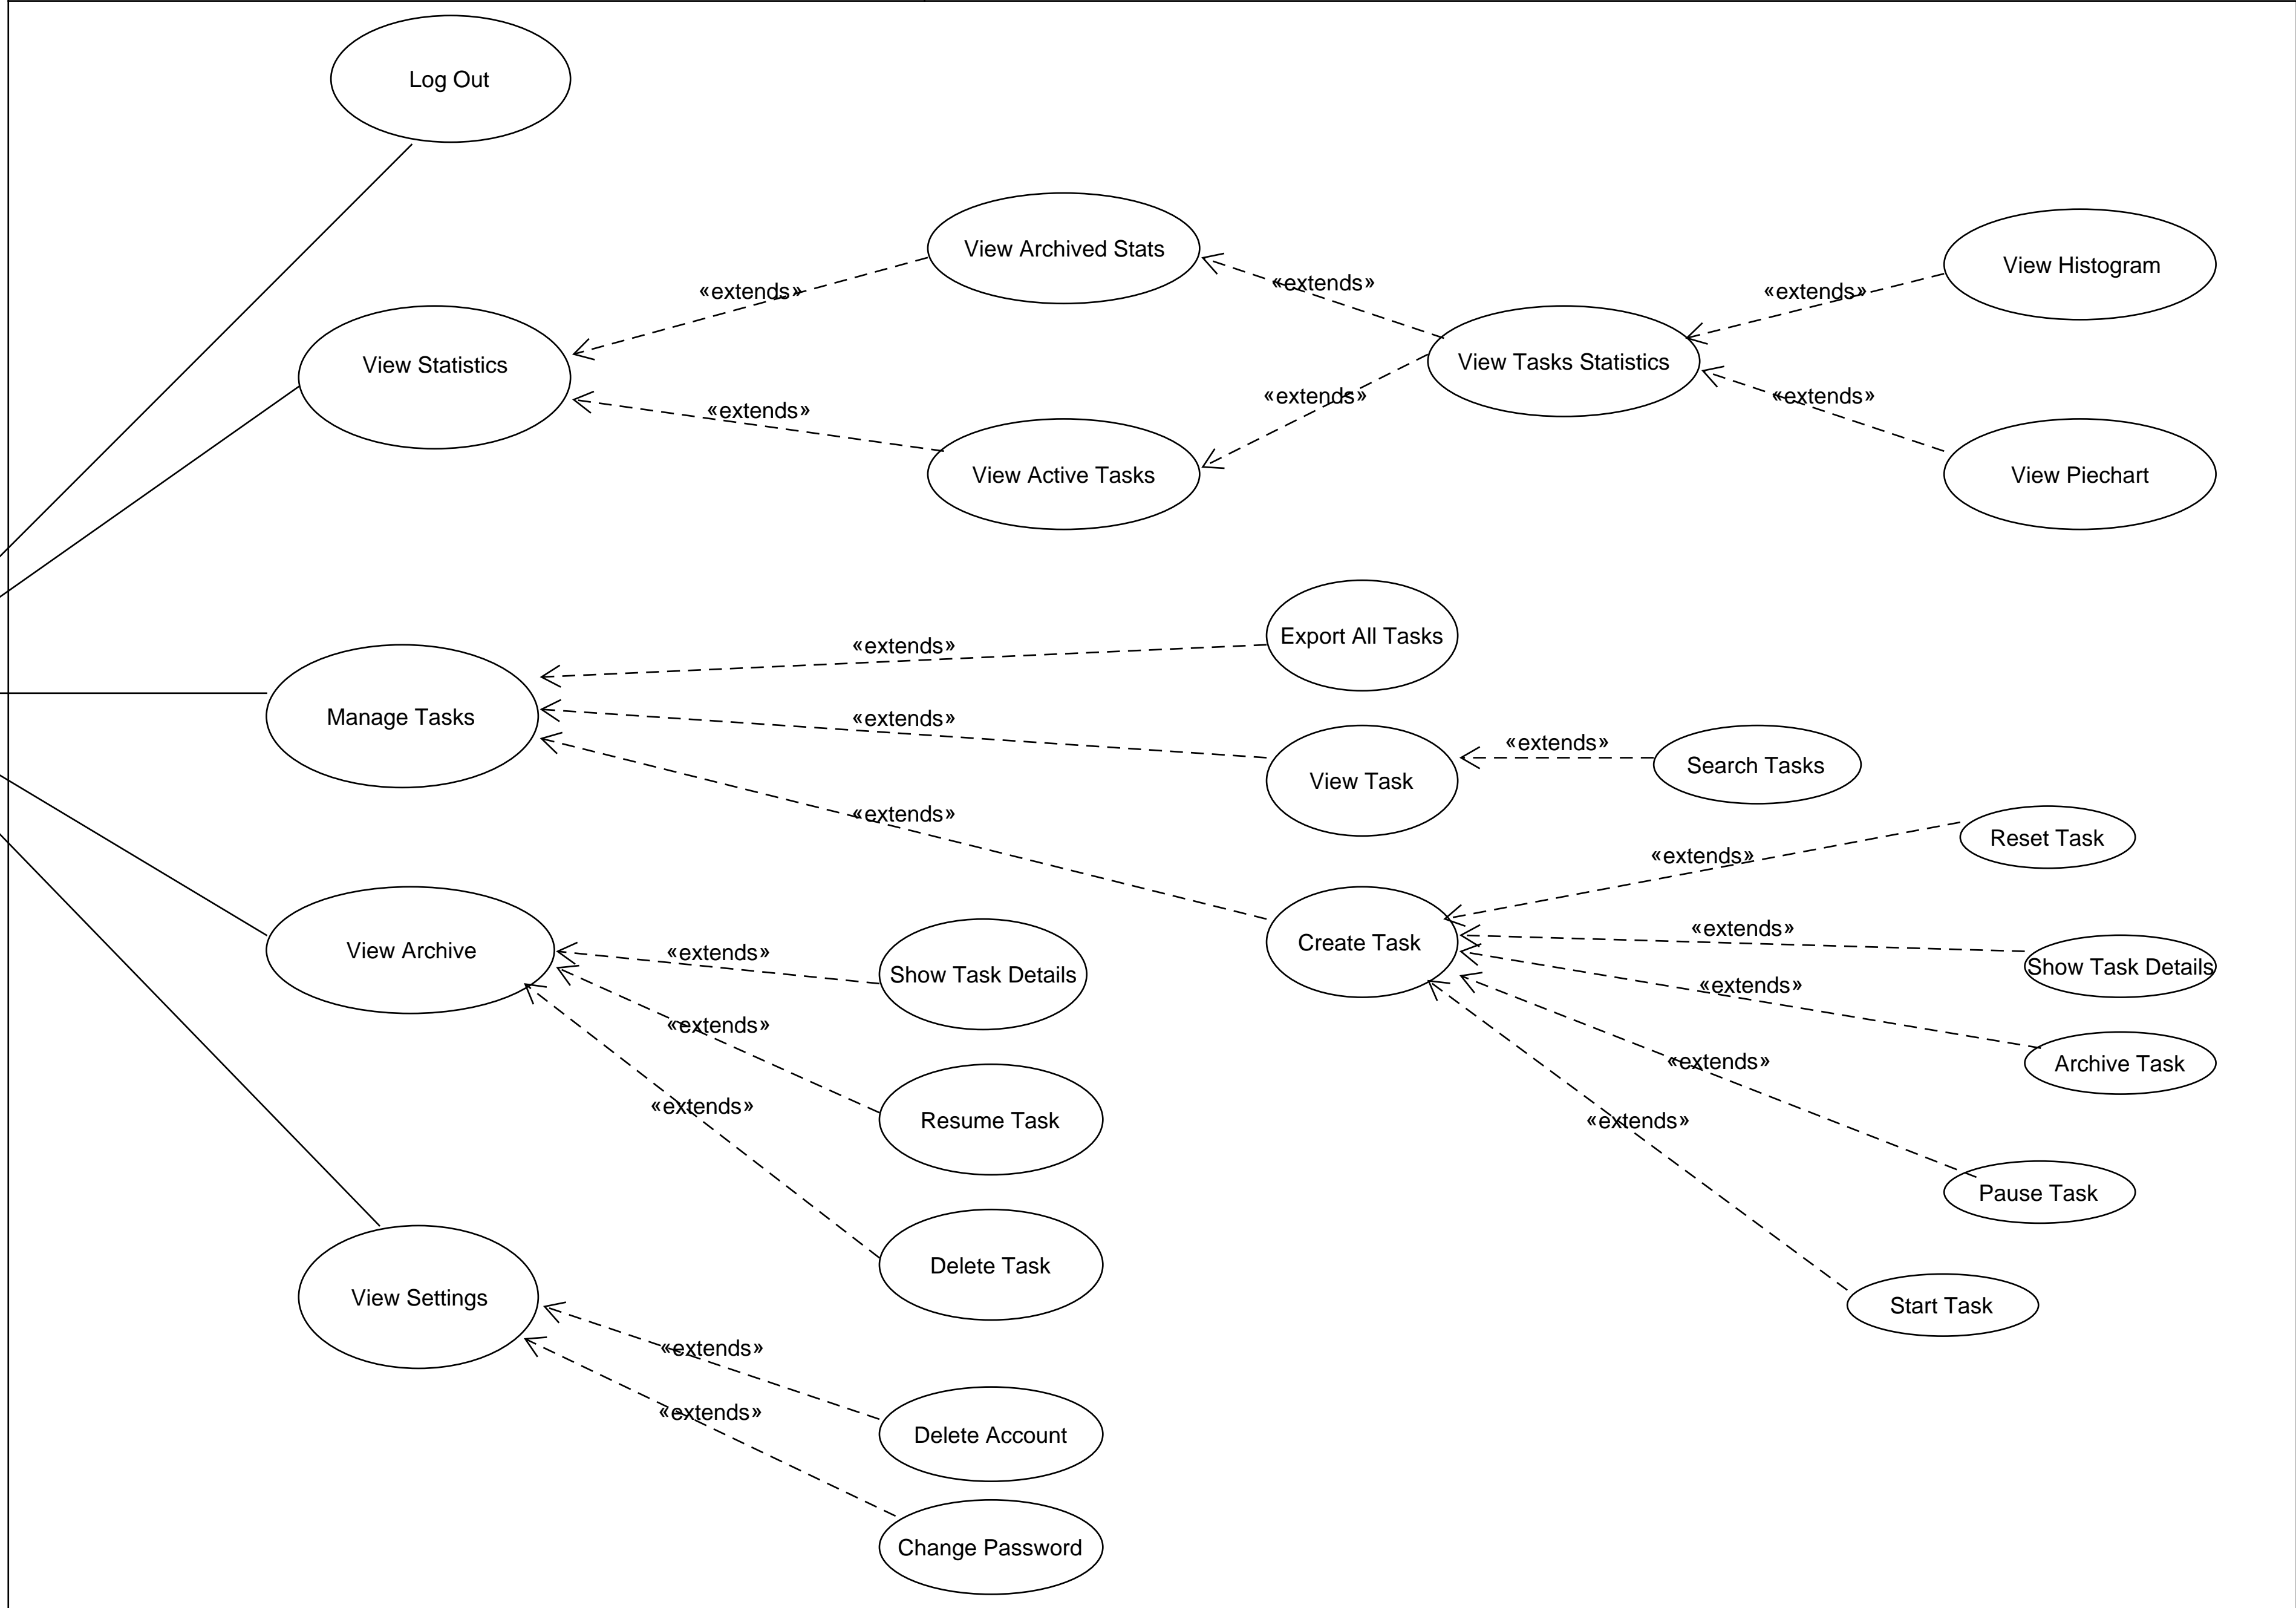 Log Out
View Archived Stats
View Histogram
«extends»
«extends»
«extends»
View Statistics
View Tasks Statistics
«extends»
«extends»
«extends»
View Active Tasks
View Piechart
Export All Tasks
«extends»
Manage Tasks
«extends»
«extends»
View Task
Search Tasks
«extends»
Reset Task
«extends»
View Archive
«extends»
Show Task Details
Create Task
«extends»
Show Task Details
«extends»
«extends»
Archive Task
«extends»
«extends»
Resume Task
«extends»
Pause Task
Delete Task
View Settings
Start Task
«extends»
«extends»
Delete Account
Change Password